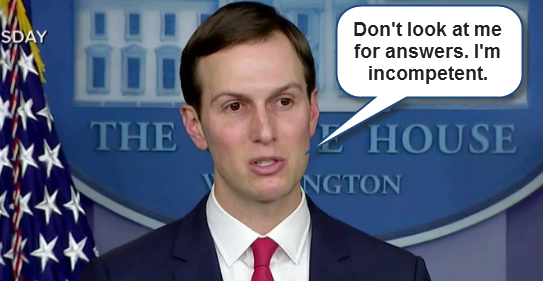 SDAY
Don't look at me
for answers. I'm
incompetent.
THE
E HOUSE
W
NGTON